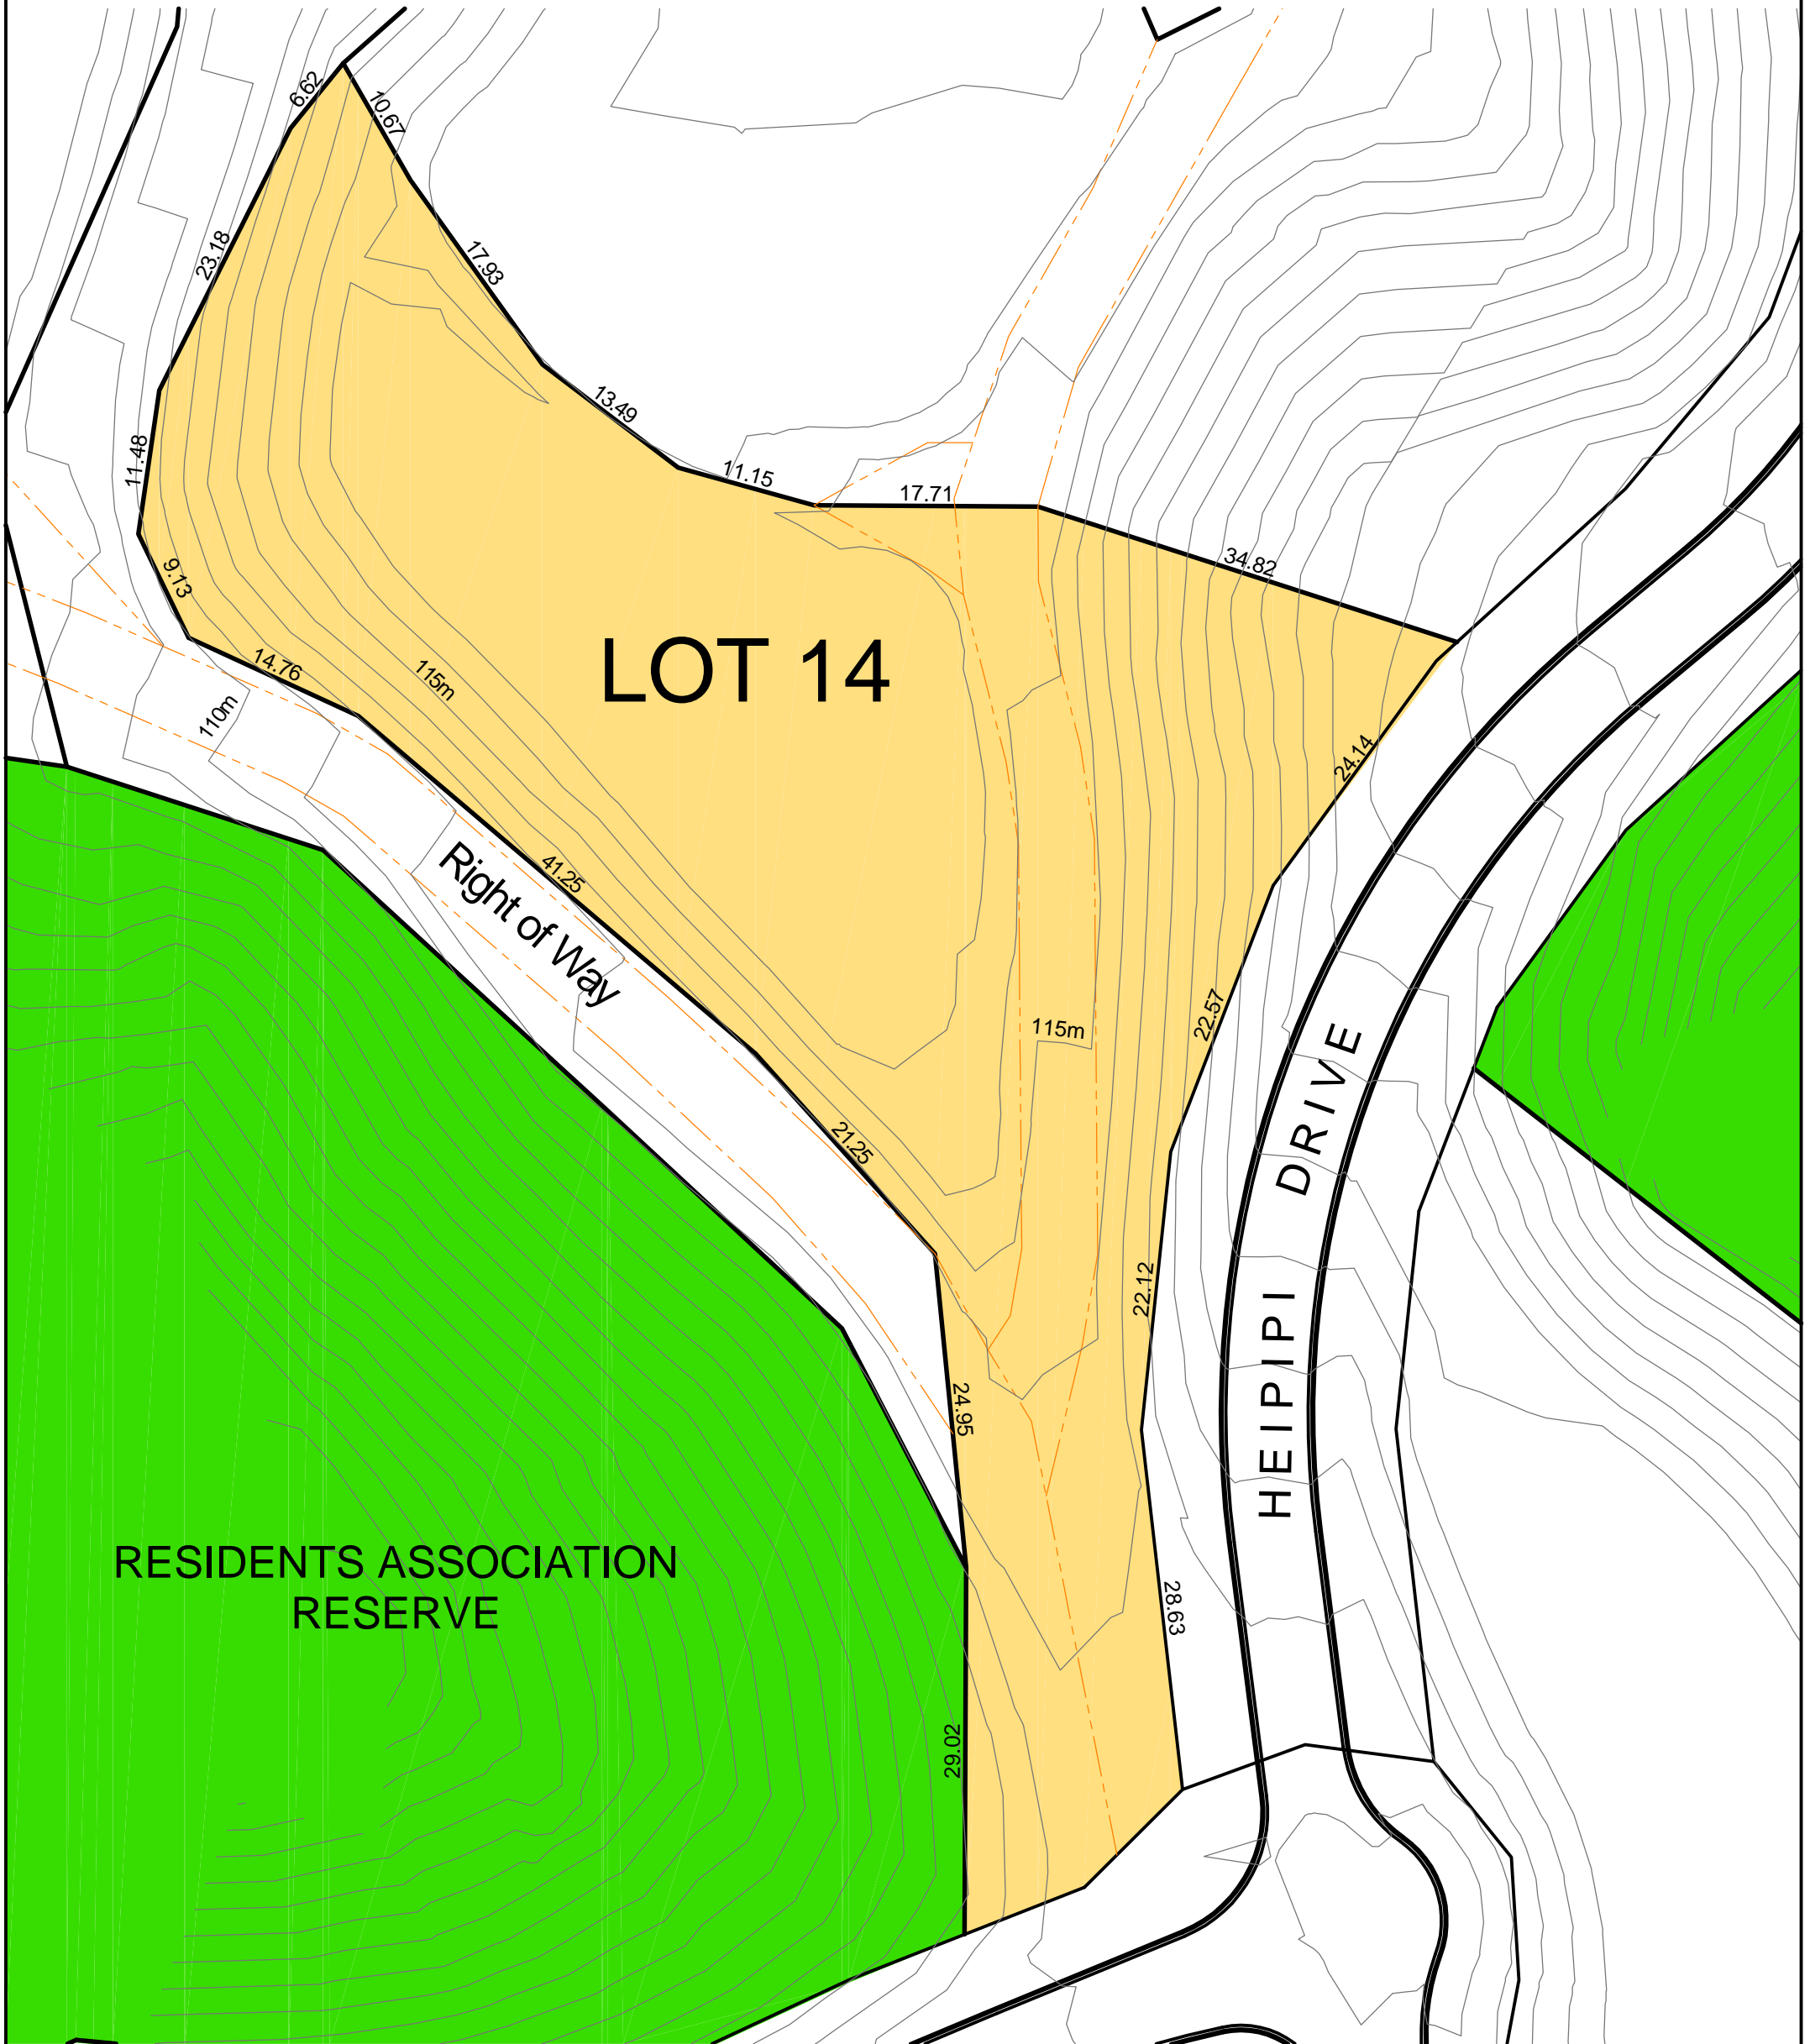 6.62
10.67
23.18
17.93
13.49
11.48
11.15
17.71
34.82
9.13
14.76
115m
LOT 14
110m
24.14
41.25
Right of Way
22.57
115m
21.25
22.12
HEIPIPI DRIVE
24.95
RESIDENTS ASSOCIATION
RESERVE
28.63
29.02